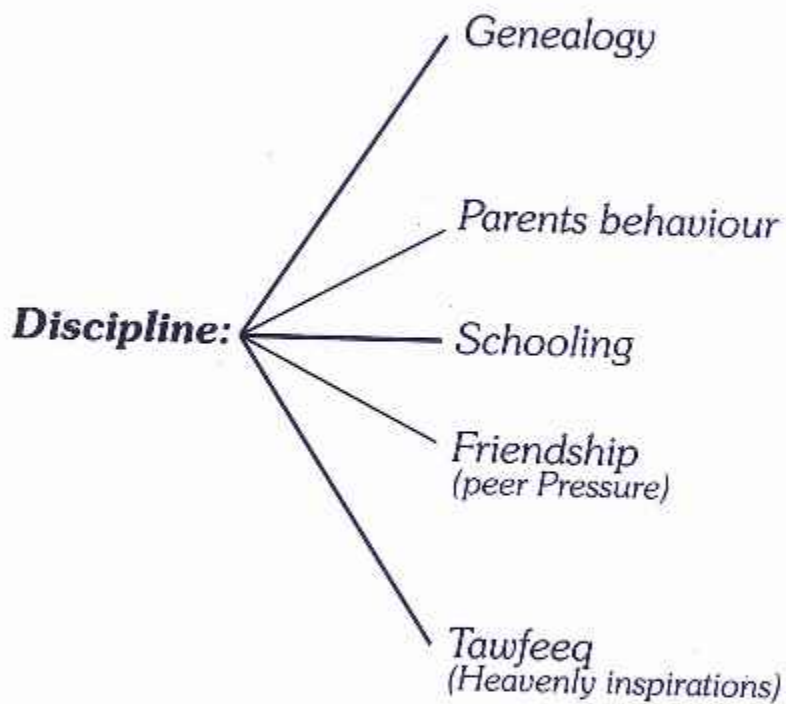 Genealogy
Parents behaviour
Discipline:
Schooling
Friendship
(peer Pressure)
Tawfeeq
(Heavenly inspirations)